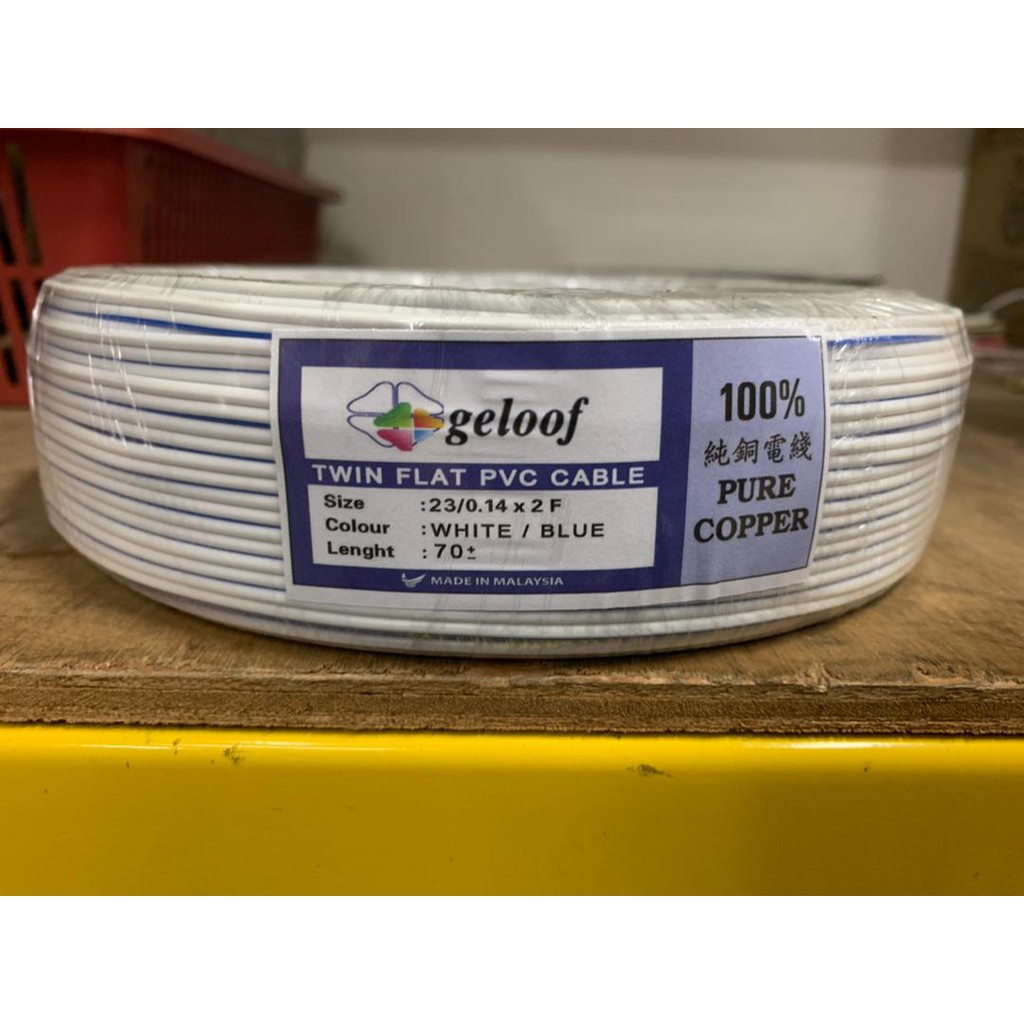 geloof
TWIN FLAT PVC CABLE
Size : 23/0.14 x 2 F
Colour : WHITE / BLUE
Lenght : 70±
MADE IN MALAYSIA
100%
純銅電綫
PURE
COPPER